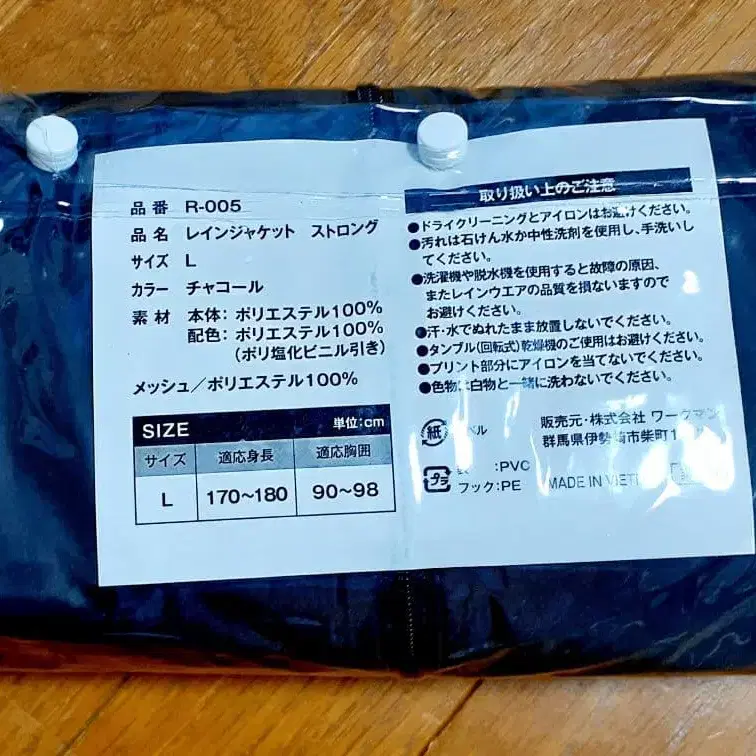 品番 R-005
品名 レインジャケット ストロング
サイズ L
カラー チャコール
素材 本体: ポリエステル100%
配色: ポリエステル100%
(ポリ塩化ビニル引き)
メッシュ/ポリエステル100%
SIZE 単位:cm
サイズ 適応身長 適応胸囲
L 170~180 90~98
取り扱い上のご注意
●ドライクリーニングとアイロンはお避けください。
●汚れは石けん水か中性洗剤を使用し、手洗いし
てください。
●洗濯機や脱水機を使用すると故障の原因、
またレインウエアの品質を損ないますので
お避けください。
●汗・水でぬれたまま放置しないでください。
●タンブル(回転式)乾燥機のご使用はお避けください。
●プリント部分にアイロンを当てないでください。
●色物は白物と一緒に洗わないでください。
紙 ベル
販売元・株式会社 ワークマン
群馬県伊勢崎市柴町
プラ :PVC
フック:PE
MADE IN VIET